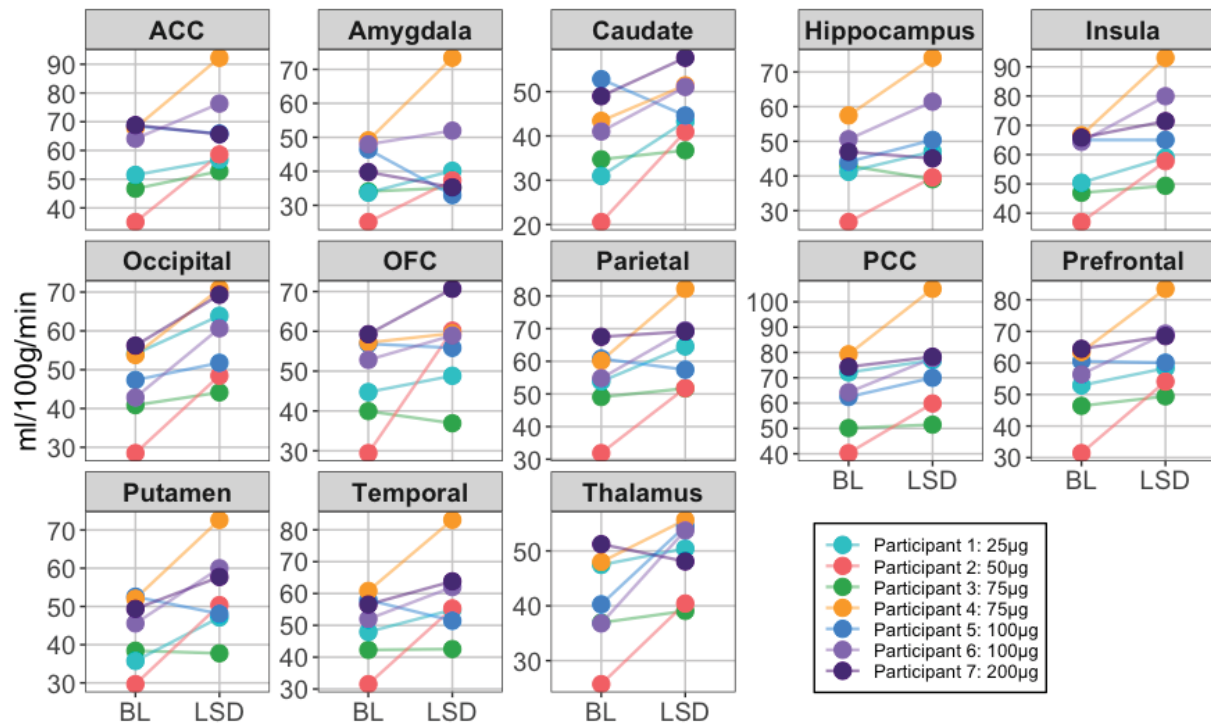 ACC
Amygdala
Caudate
Hippocampus
Insula
90
80
70
60
50
40
70
60
50
40
30
50
40
30
20
70
60
50
40
30
90
80
70
60
50
40
Occipital
OFC
Parietal
PCC
Prefrontal
ml/100g/min
70
60
50
40
30
70
60
50
40
30
80
70
60
50
40
30
100
90
80
70
60
50
40
80
70
60
50
40
30
BL LSD
BL LSD
Putamen
Temporal
Thalamus
70
60
50
40
30
80
70
60
50
40
30
50
40
30
BL LSD
BL LSD
BL LSD
Participant 1: 25µg
Participant 2: 50µg
Participant 3: 75µg
Participant 4: 75µg
Participant 5: 100µg
Participant 6: 100µg
Participant 7: 200µg